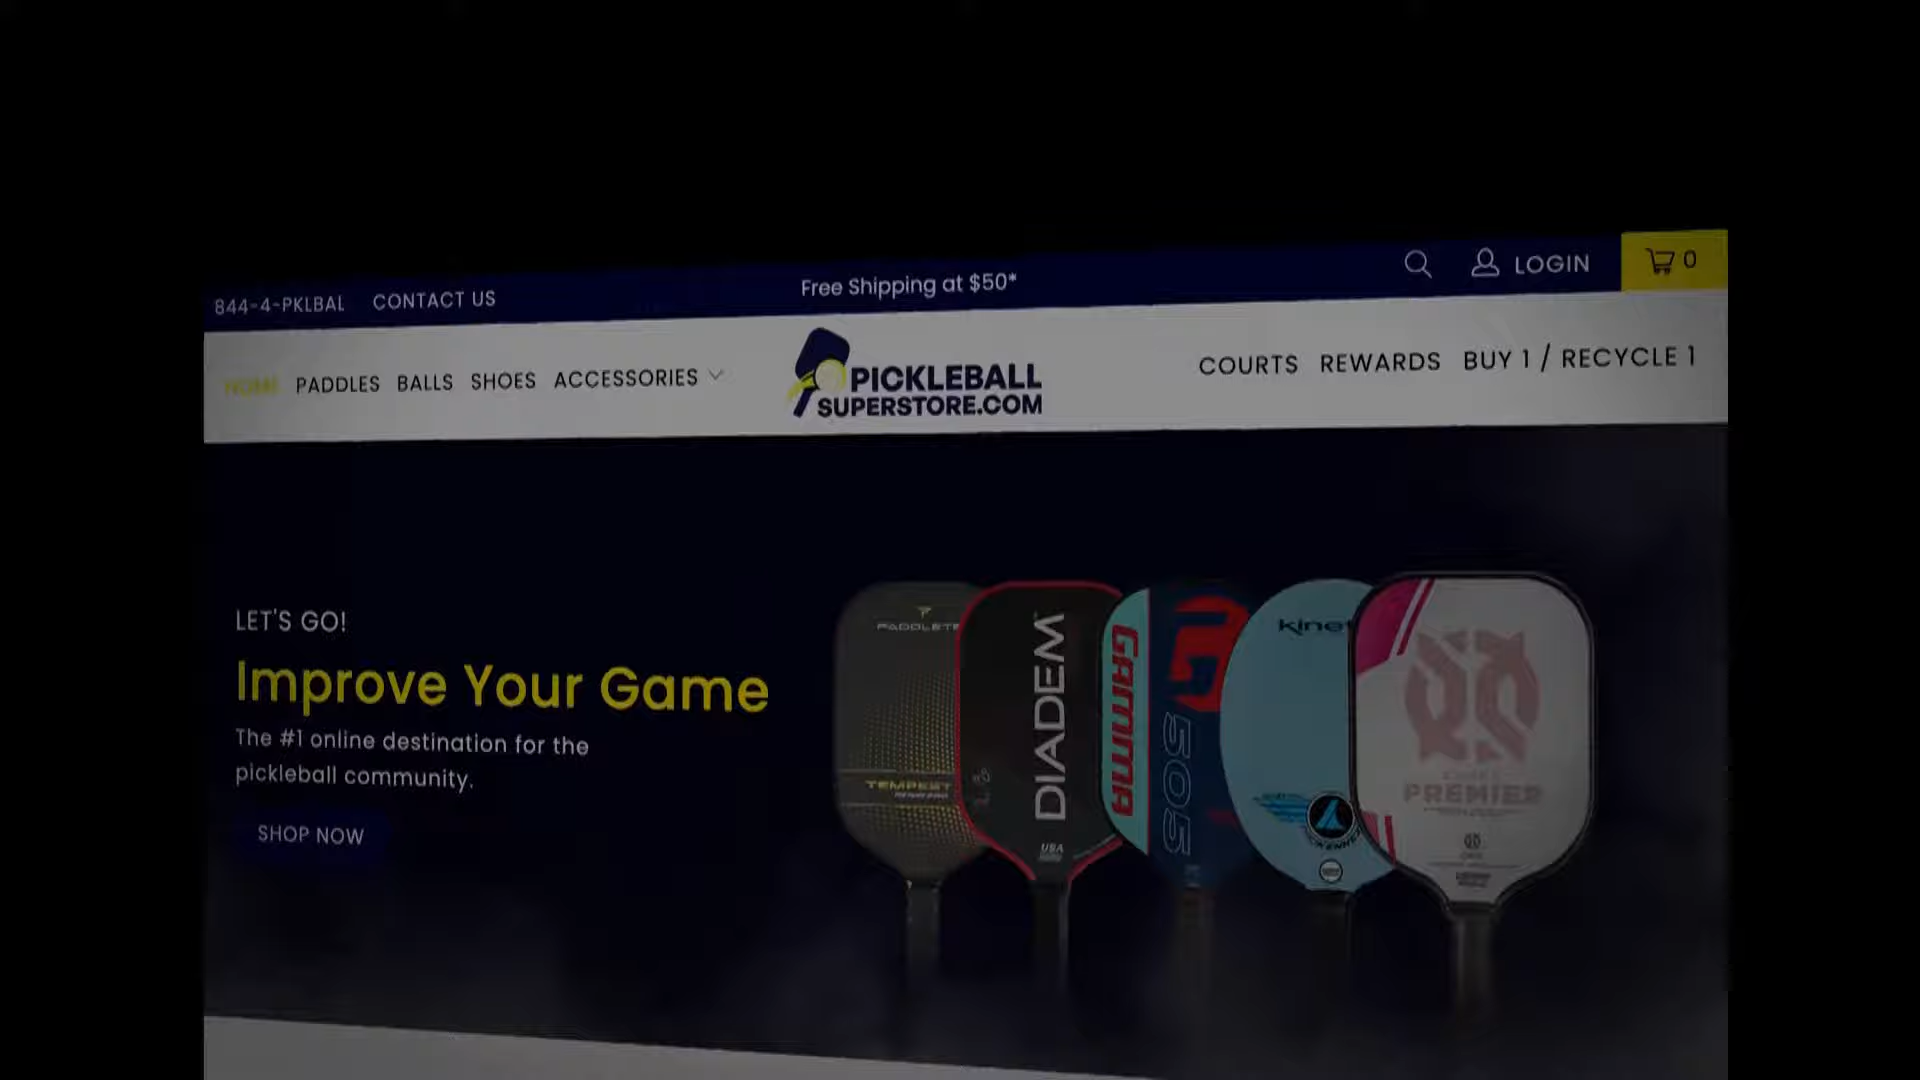 844-4-PKLBAL CONTACT US
Free Shipping at $50*
LOGIN
0
HOME PADDLES BALLS SHOES ACCESSORIES
PICKLEBALL
SUPERSTORE.COM
COURTS REWARDS BUY 1 / RECYCLE 1
LET'S GO!
Improve Your Game
The #1 online destination for the
pickleball community.
SHOP NOW
TEMPEST
DIADEM
USA
GAMMA
505
PREMIER